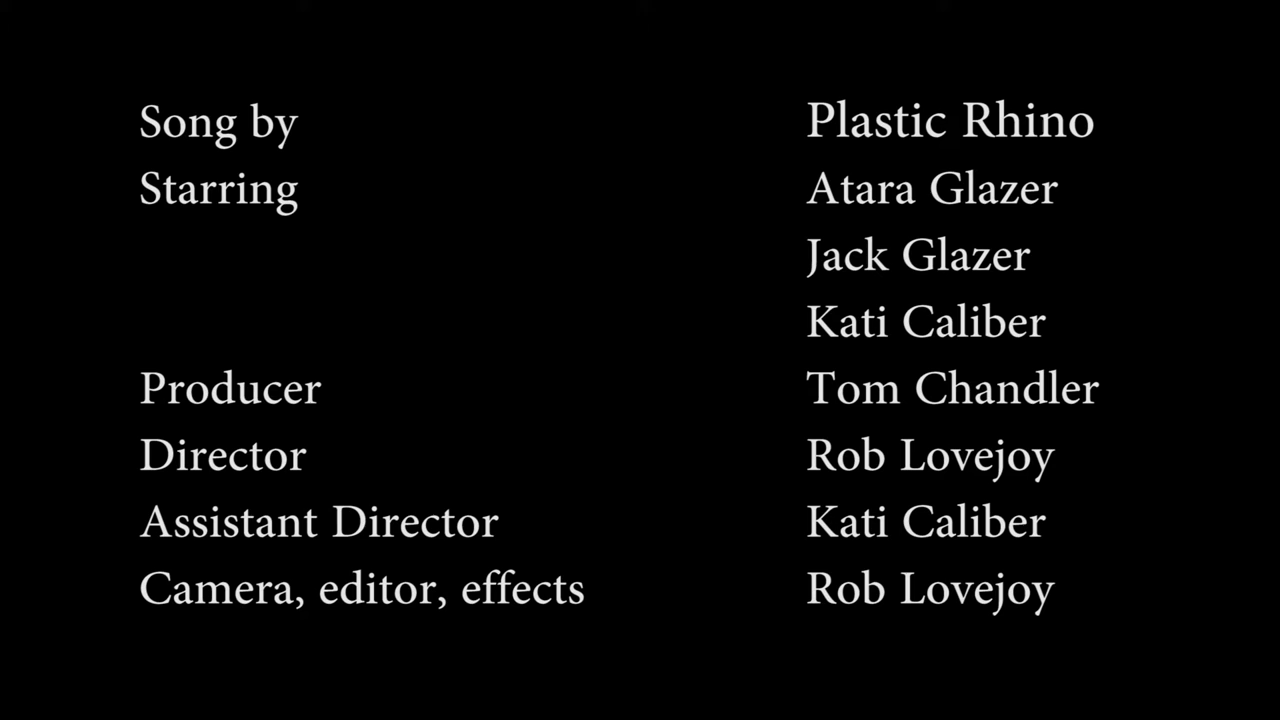 Song by Plastic Rhino
Starring Atara Glazer
Jack Glazer
Kati Caliber
Producer Tom Chandler
Director Rob Lovejoy
Assistant Director Kati Caliber
Camera, editor, effects Rob Lovejoy